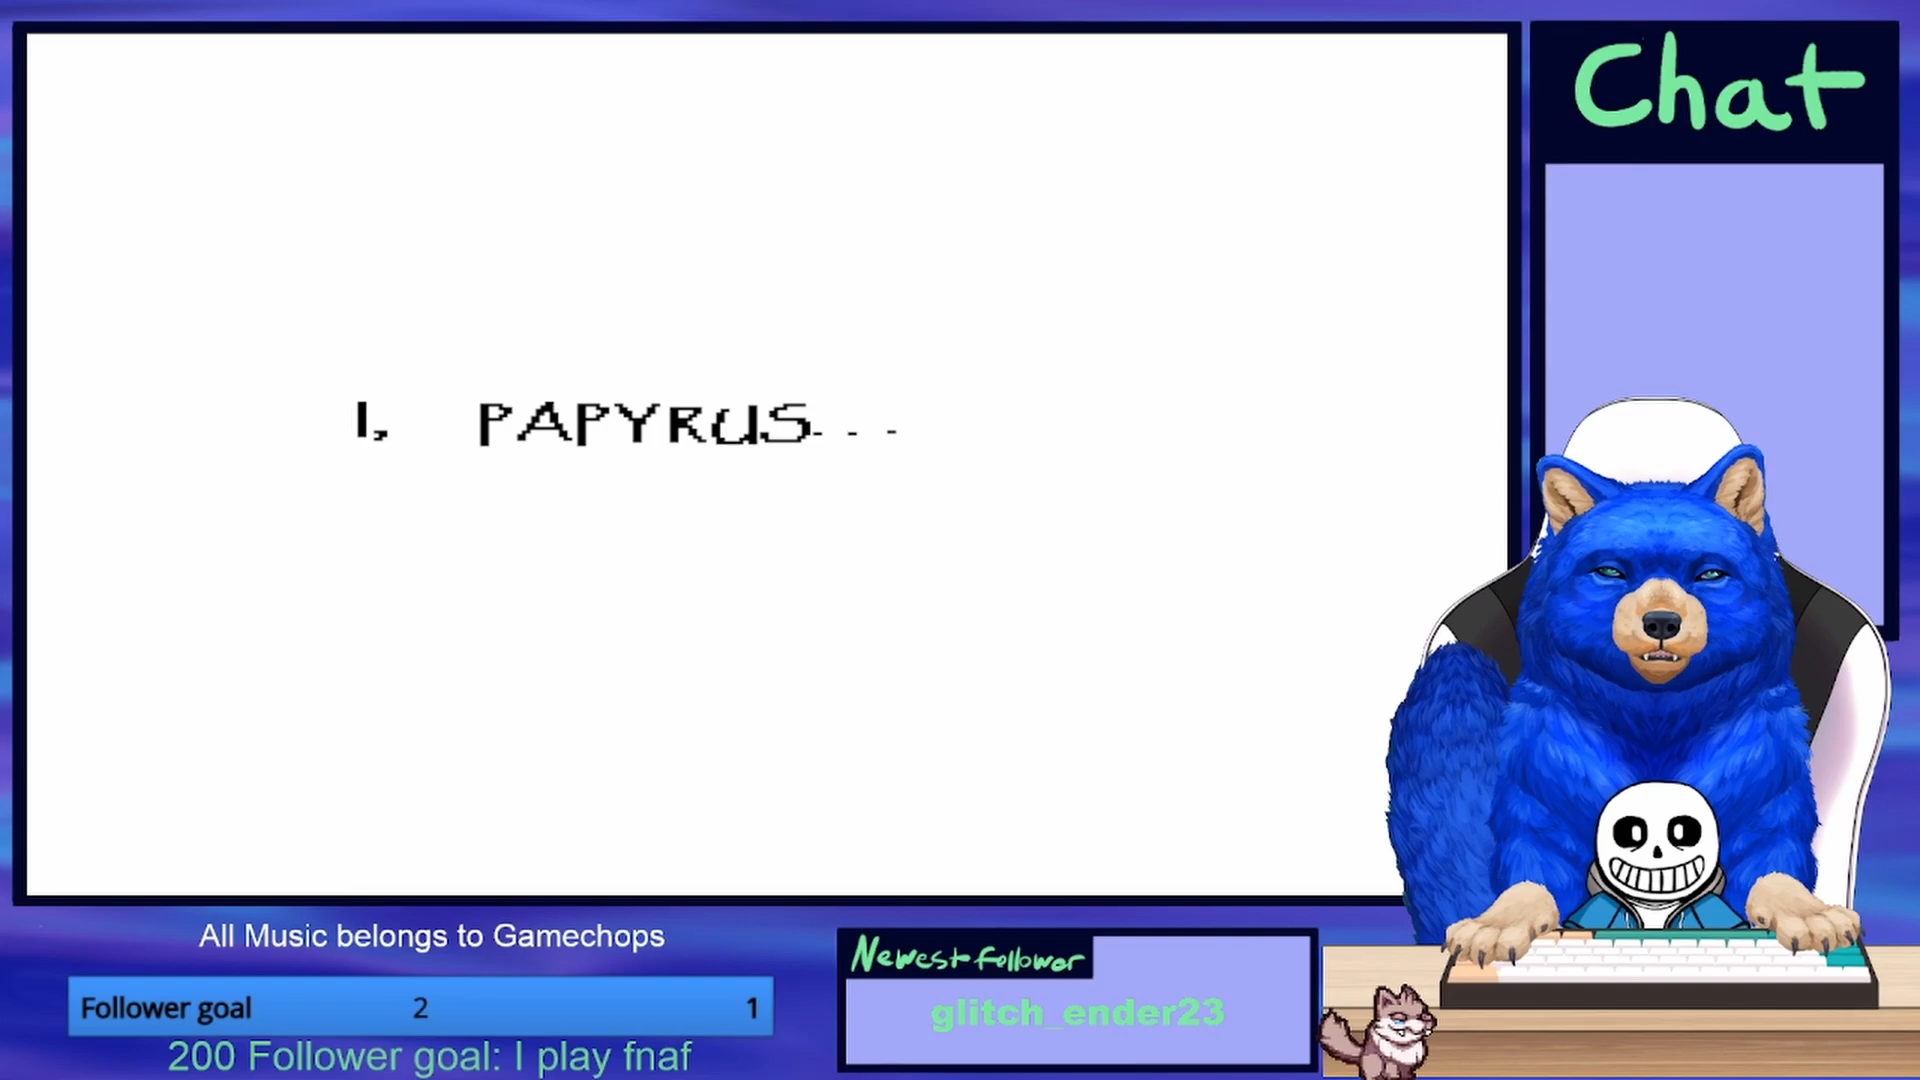 Chat
I, PAPYRUS...
All Music belongs to Gamechops
Newest follower
Follower goal 2 1
glitch_ender23
200 Follower goal: I play fnaf